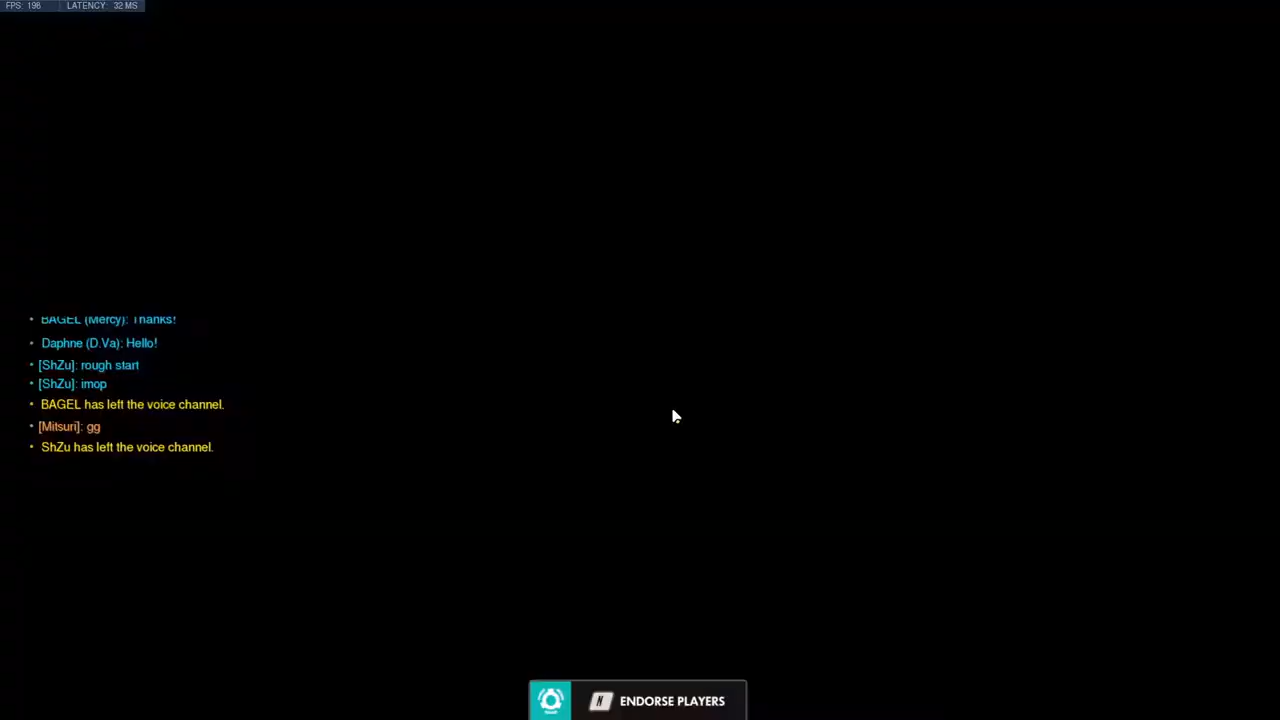 FPS: 198 LATENCY: 32 MS
• BAGEL (Mercy): Thanks!
• Daphne (D.Va): Hello!
• [ShZu]: rough start
• [ShZu]: imop
• BAGEL has left the voice channel.
• [Mitsuri]: gg
• ShZu has left the voice channel.
N ENDORSE PLAYERS